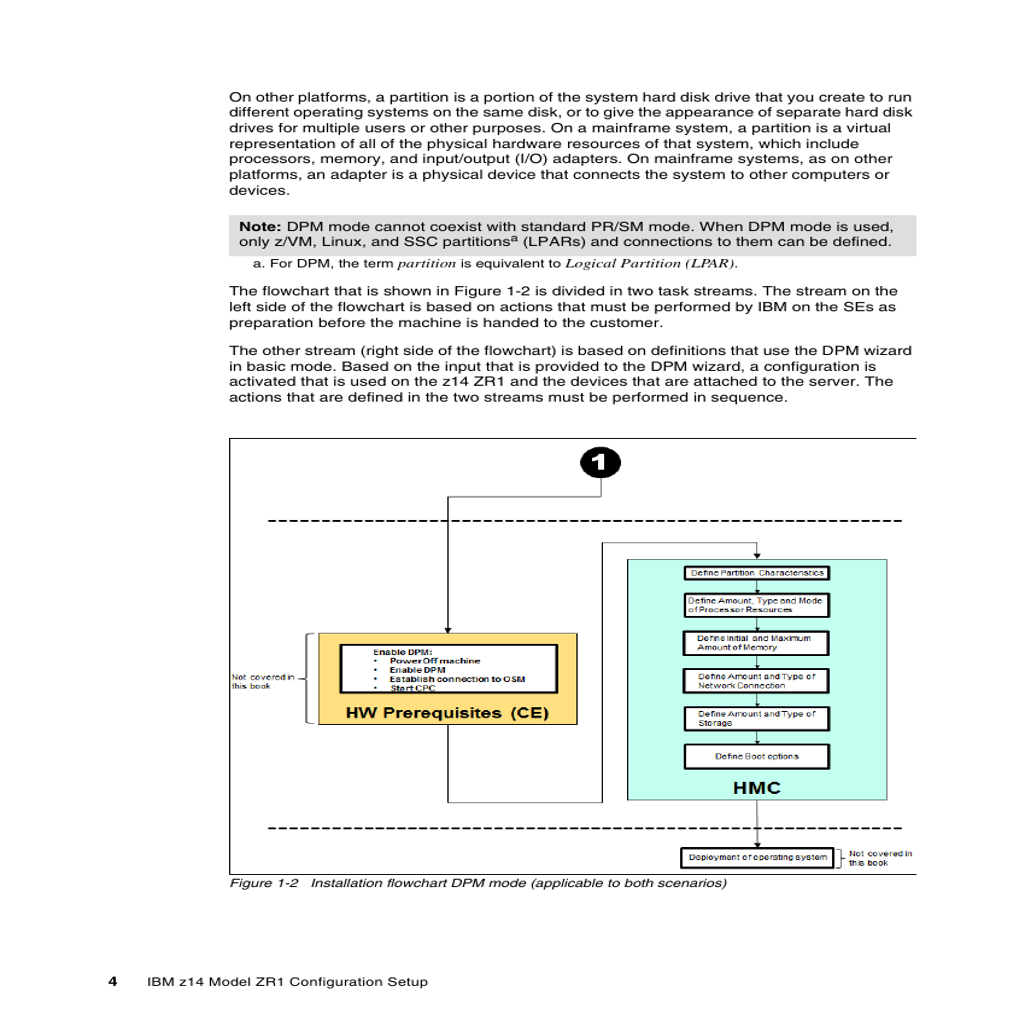 On other platforms, a partition is a portion of the system hard disk drive that you create to run
different operating systems on the same disk, or to give the appearance of separate hard disk
drives for multiple users or other purposes. On a mainframe system, a partition is a virtual
representation of all of the physical hardware resources of that system, which include
processors, memory, and input/output (I/O) adapters. On mainframe systems, as on other
platforms, an adapter is a physical device that connects the system to other computers or
devices.
Note: DPM mode cannot coexist with standard PR/SM mode. When DPM mode is used,
only z/VM, Linux, and SSC partitionsa (LPARs) and connections to them can be defined.
a. For DPM, the term partition is equivalent to Logical Partition (LPAR).
The flowchart that is shown in Figure 1-2 is divided in two task streams. The stream on the
left side of the flowchart is based on actions that must be performed by IBM on the SEs as
preparation before the machine is handed to the customer.
The other stream (right side of the flowchart) is based on definitions that use the DPM wizard
in basic mode. Based on the input that is provided to the DPM wizard, a configuration is
activated that is used on the z14 ZR1 and the devices that are attached to the server. The
actions that are defined in the two streams must be performed in sequence.
1
Not covered in
this book
Enable DPM:
• Power Off machine
• Enable DPM
• Establish connection to OSM
• Start CPC
HW Prerequisites (CE)
Define Partition Characteristics
Define Amount, Type and Mode
of Processor Resources
Define Initial and Maximum
Amount of Memory
Define Amount and Type of
Network Connection
Define Amount and Type of
Storage
Define Boot options
HMC
Deployment of operating system
Not covered in
this book
Figure 1-2 Installation flowchart DPM mode (applicable to both scenarios)
4 IBM z14 Model ZR1 Configuration Setup